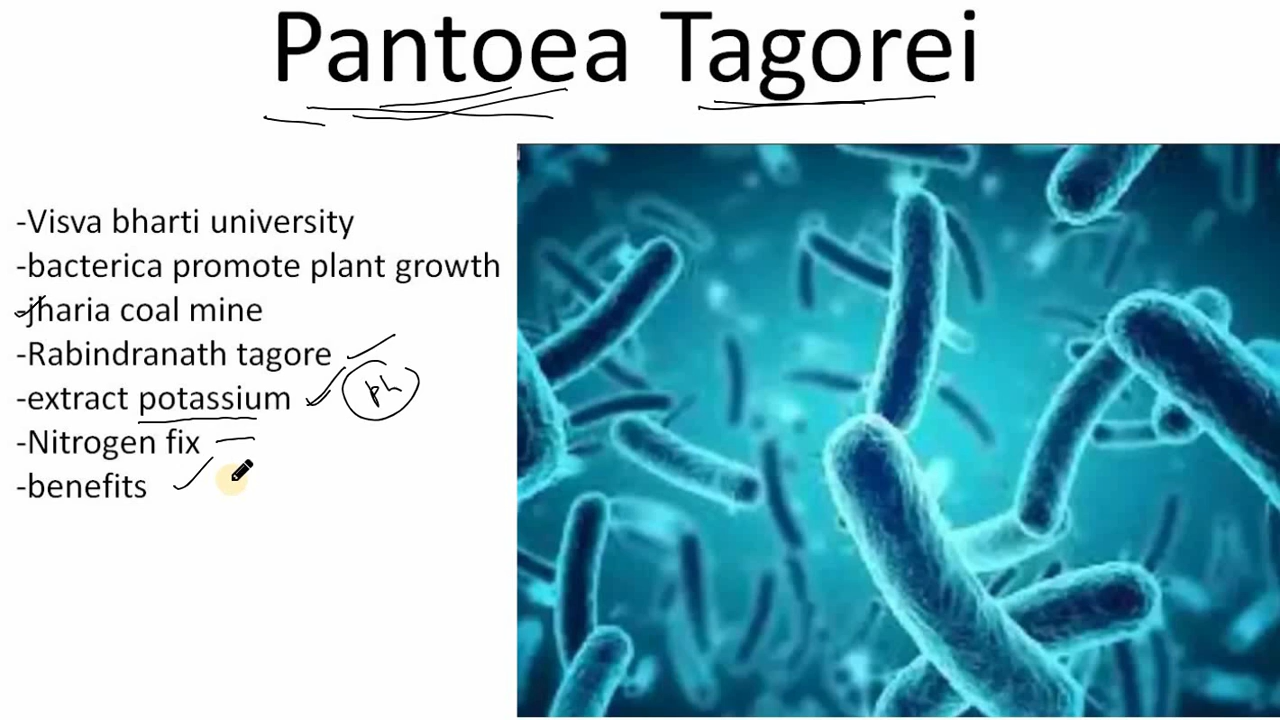 Pantoea Tagorei
-Visva bharti university
-bacterica promote plant growth
-jharia coal mine
-Rabindranath tagore
-extract potassium ph
-Nitrogen fix
-benefits